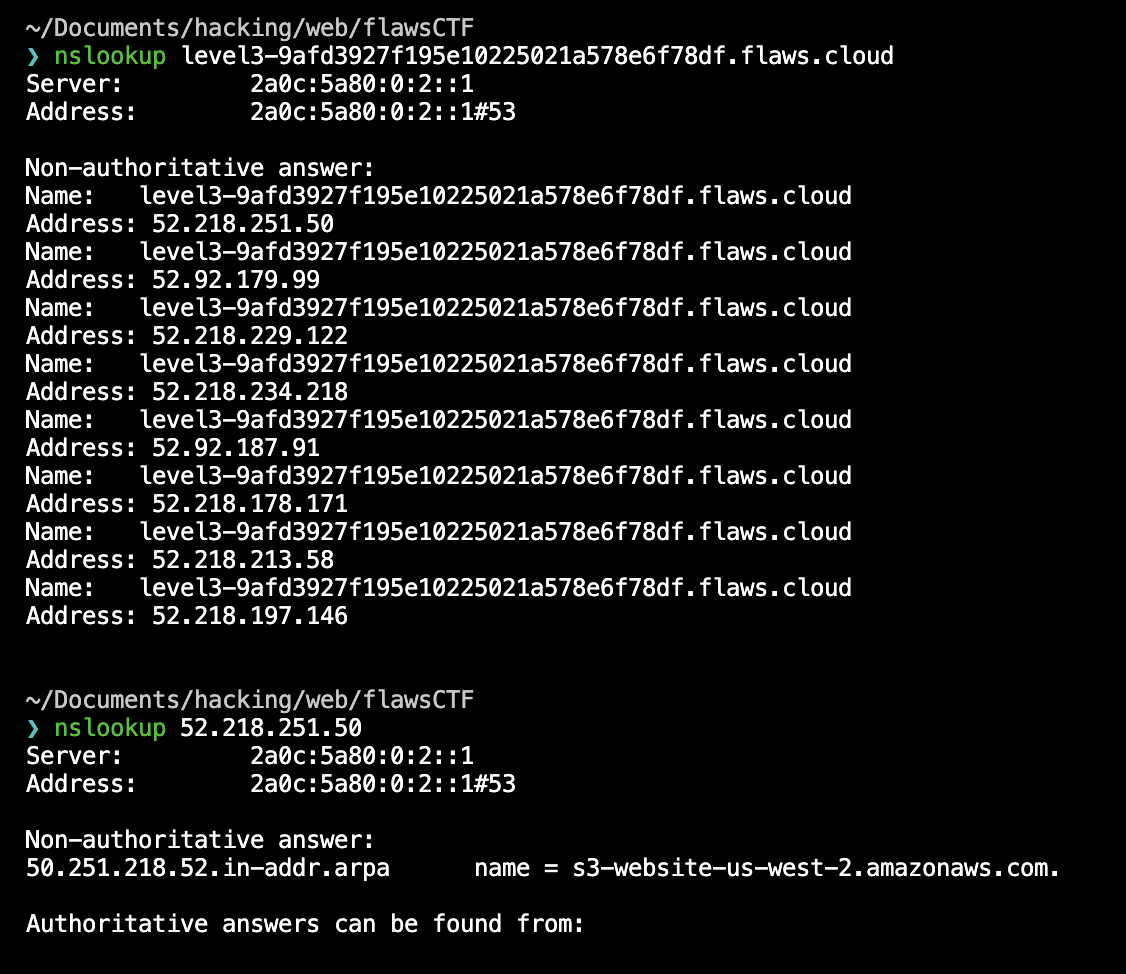 ~/Documents/hacking/web/flawsCTF
❯ nslookup level3-9afd3927f195e10225021a578e6f78df.flaws.cloud
Server: 2a0c:5a80:0:2::1
Address: 2a0c:5a80:0:2::1#53
Non-authoritative answer:
Name: level3-9afd3927f195e10225021a578e6f78df.flaws.cloud
Address: 52.218.251.50
Name: level3-9afd3927f195e10225021a578e6f78df.flaws.cloud
Address: 52.92.179.99
Name: level3-9afd3927f195e10225021a578e6f78df.flaws.cloud
Address: 52.218.229.122
Name: level3-9afd3927f195e10225021a578e6f78df.flaws.cloud
Address: 52.218.234.218
Name: level3-9afd3927f195e10225021a578e6f78df.flaws.cloud
Address: 52.92.187.91
Name: level3-9afd3927f195e10225021a578e6f78df.flaws.cloud
Address: 52.218.178.171
Name: level3-9afd3927f195e10225021a578e6f78df.flaws.cloud
Address: 52.218.213.58
Name: level3-9afd3927f195e10225021a578e6f78df.flaws.cloud
Address: 52.218.197.146
~/Documents/hacking/web/flawsCTF
❯ nslookup 52.218.251.50
Server: 2a0c:5a80:0:2::1
Address: 2a0c:5a80:0:2::1#53
Non-authoritative answer:
50.251.218.52.in-addr.arpa name = s3-website-us-west-2.amazonaws.com.
Authoritative answers can be found from: